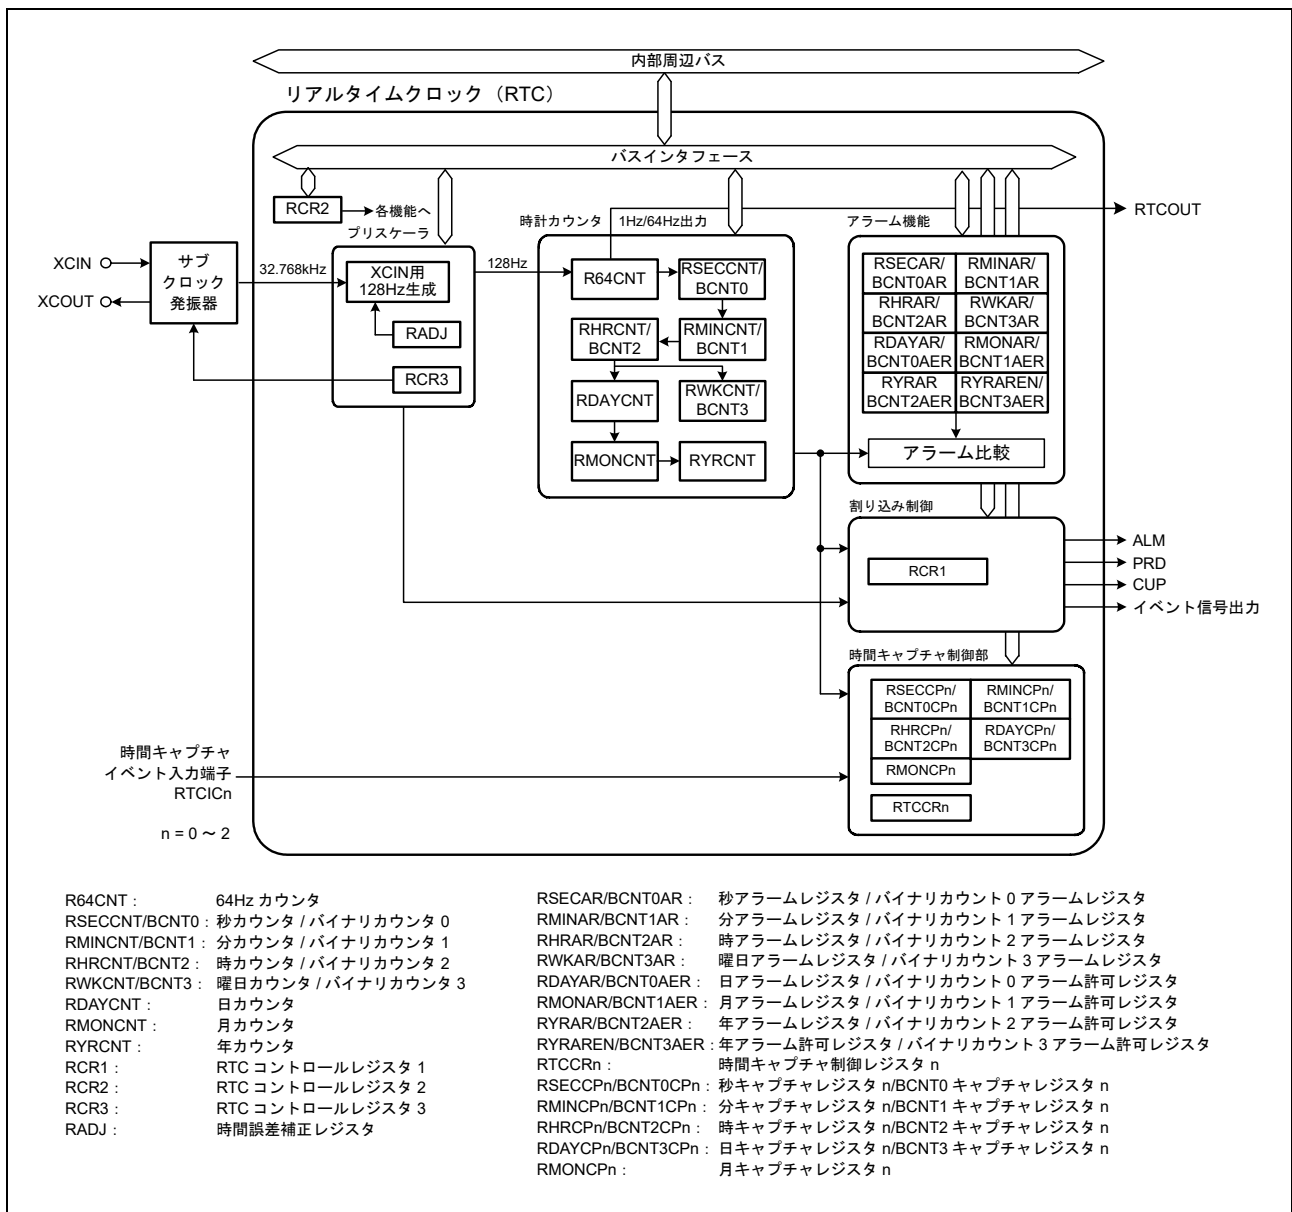 内部周辺バス
リアルタイムクロック（RTC）
バスインタフェース
RCR2
各機能へ
プリスケーラ
時計カウンタ
1Hz/64Hz出力
アラーム機能
RTCOUT
XCIN
XCOUT
サブ
クロック
発振器
32.768kHz
XCIN用
128Hz生成
RADJ
RCR3
128Hz
R64CNT
RSECCNT/
BCNT0
RHRCNT/
BCNT2
RMINCNT/
BCNT1
RDAYCNT
RWKCNT/
BCNT3
RMONCNT
RYRCNT
RSECAR/
BCNT0AR
RMINAR/
BCNT1AR
RHRAR/
BCNT2AR
RWKAR/
BCNT3AR
RDAYAR/
BCNT0AER
RMONAR/
BCNT1AER
RYRAR
BCNT2AER
RYRAREN/
BCNT3AER
アラーム比較
割り込み制御
RCR1
ALM
PRD
CUP
イベント信号出力
時間キャプチャ制御部
RSECCPn/
BCNT0CPn
RMINCPn/
BCNT1CPn
RHRCPn/
BCNT2CPn
RDAYCPn/
BCNT3CPn
RMONCPn
RTCCRn
時間キャプチャ
イベント入力端子
RTCICn
n = 0 ～ 2
R64CNT： 64Hz カウンタ
RSECCNT/BCNT0：秒カウンタ / バイナリカウンタ 0
RMINCNT/BCNT1：分カウンタ / バイナリカウンタ 1
RHRCNT/BCNT2：時カウンタ / バイナリカウンタ 2
RWKCNT/BCNT3：曜日カウンタ / バイナリカウンタ 3
RDAYCNT： 日カウンタ
RMONCNT： 月カウンタ
RYRCNT： 年カウンタ
RCR1： RTC コントロールレジスタ 1
RCR2： RTC コントロールレジスタ 2
RCR3： RTC コントロールレジスタ 3
RADJ： 時間誤差補正レジスタ
RSECAR/BCNT0AR： 秒アラームレジスタ / バイナリカウント 0 アラームレジスタ
RMINAR/BCNT1AR： 分アラームレジスタ / バイナリカウント 1 アラームレジスタ
RHRAR/BCNT2AR： 時アラームレジスタ / バイナリカウント 2 アラームレジスタ
RWKAR/BCNT3AR： 曜日アラームレジスタ / バイナリカウント 3 アラームレジスタ
RDAYAR/BCNT0AER： 日アラームレジスタ / バイナリカウント 0 アラーム許可レジスタ
RMONAR/BCNT1AER： 月アラームレジスタ / バイナリカウント 1 アラーム許可レジスタ
RYRAR/BCNT2AER： 年アラームレジスタ / バイナリカウント 2 アラーム許可レジスタ
RYRAREN/BCNT3AER：年アラーム許可レジスタ / バイナリカウント 3 アラーム許可レジスタ
RTCCRn： 時間キャプチャ制御レジスタ n
RSECCPn/BCNT0CPn：秒キャプチャレジスタ n/BCNT0 キャプチャレジスタ n
RMINCPn/BCNT1CPn：分キャプチャレジスタ n/BCNT1 キャプチャレジスタ n
RHRCPn/BCNT2CPn： 時キャプチャレジスタ n/BCNT2 キャプチャレジスタ n
RDAYCPn/BCNT3CPn：日キャプチャレジスタ n/BCNT3 キャプチャレジスタ n
RMONCPn： 月キャプチャレジスタ n